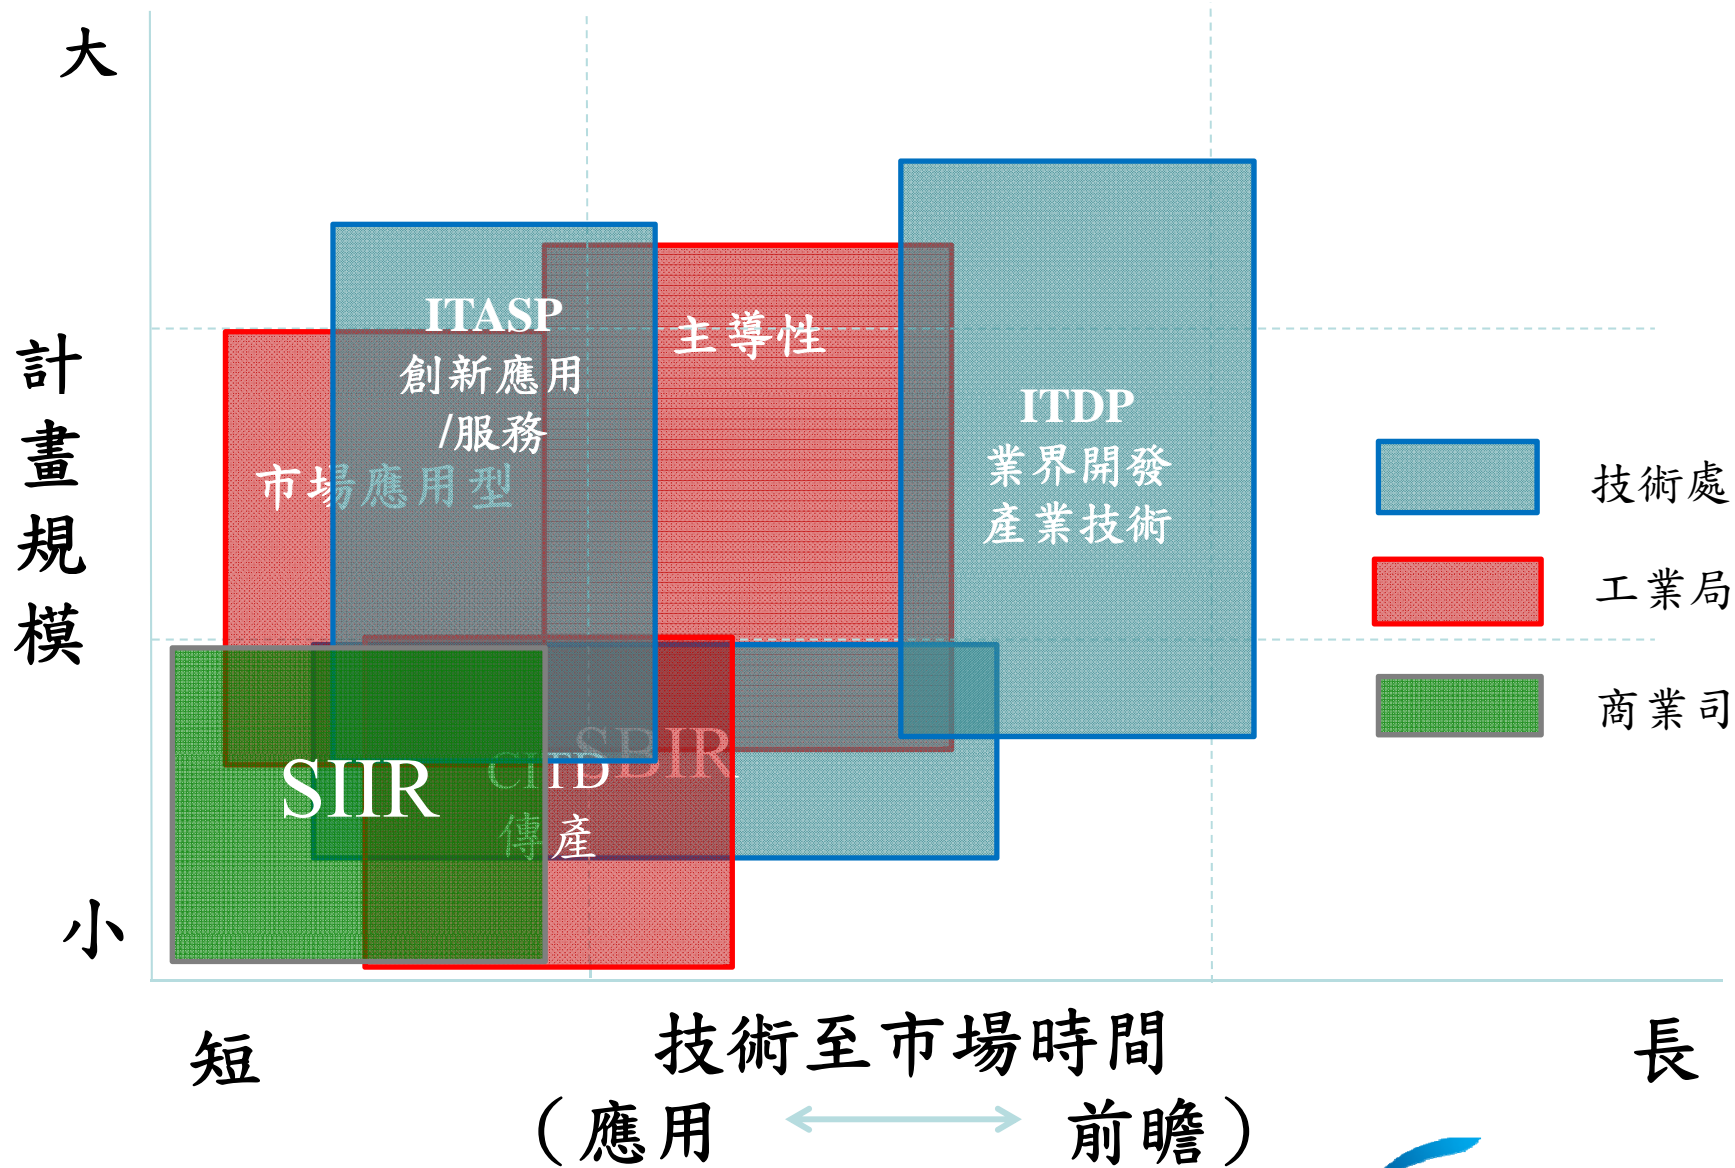 大
計
畫
規
模
小
ITASP
創新應用
/服務
主導性
市場應用型
ITDP
業界開發
產業技術
SIIR
CITD
傳產
SBIR
技術處
工業局
商業司
短
技術至市場時間
長
(應用
前瞻)